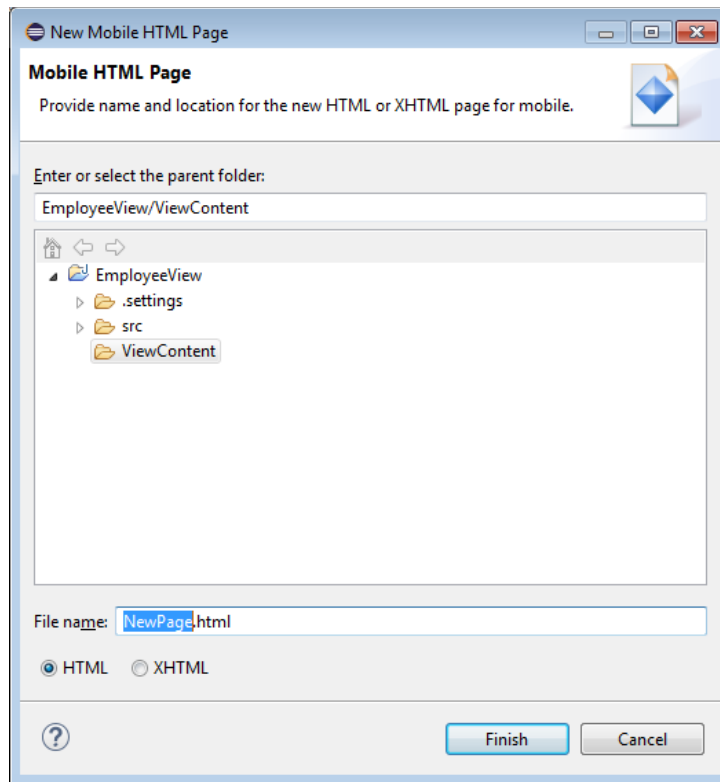 New Mobile HTML Page
Mobile HTML Page
Provide name and location for the new HTML or XHTML page for mobile.
Enter or select the parent folder:
EmployeeView/ViewContent
EmployeeView
.settings
src
ViewContent
File name: NewPage.html
HTML XHTML
? Finish Cancel